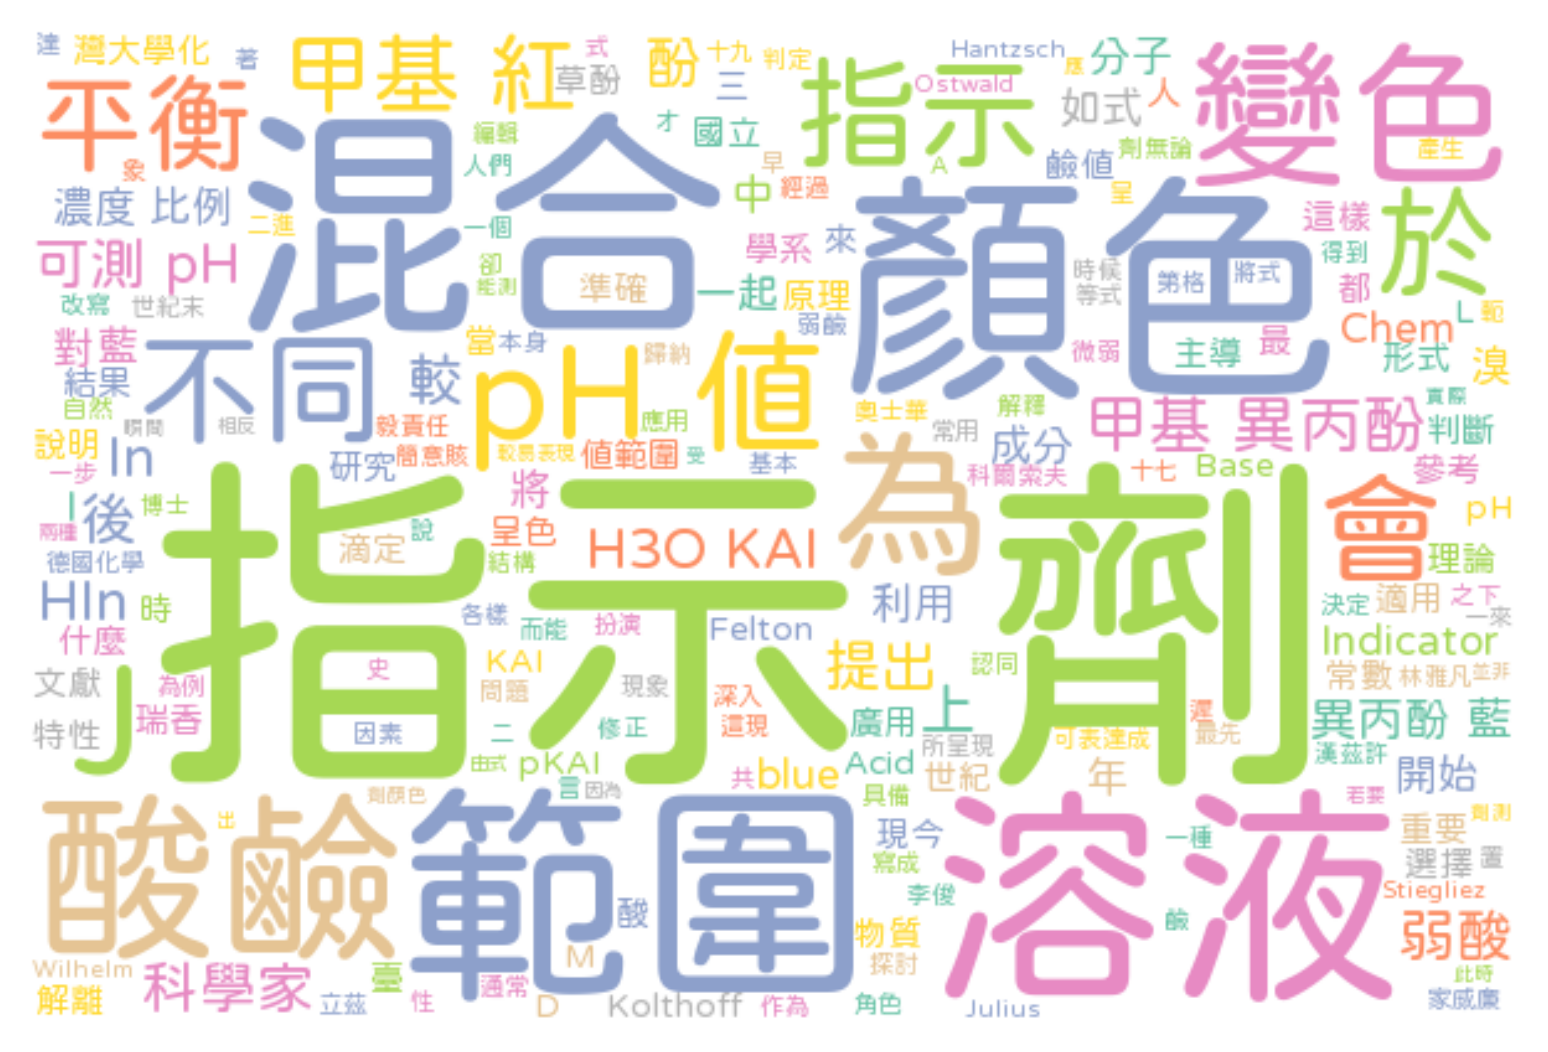 達 灣大學化 著 甲基 紅 式 草酚 酚 十九 判定 三 Hantzsch 應 分子 變色
平衡 Ostwald 指示 如式 人
象 混合 編輯 才 國立 A 鹼值 劑無論 產生
人們 早 中 經過 呈
濃度 比例 二進 一個 顏色 這樣 於
可測 pH 卻 準確 學系 來 時候 第格 將式 得到
能測 一起 原理 等式 都
改寫 世紀末 弱鹼 Chem L 範
對藍 不同 當 本身 歸納 微弱 主導 最 形式 溴
結果 較 pH 值 實際
自然 瞬間 相反 毅責任 應用 奧士華 解釋 甲基 異丙酚 判斷
說明 In 簡意賅 較易 表現 值範圍 受 基本 為 常用 成分
一步 研究 將 科爾索夫 十七 Base 參考
I 後 博士 指示 劑 會 pH
兩種 滴定 說 呈色 H3O KAI
德國化學 結構 理論
HIn 時 各樣 而能 扮演 利用 決定 適用 之下
什麼 Felton 一來
Indicator
文獻 為例 史 KAI 現象 提出 認同 常數 林雅凡 並非
問題 深入
特性 瑞香 因素 二 修正 這現 廣用 上 遲 異丙酚 藍
所呈現 可表達成 最先
由式 pKAI 共 blue Acid 世紀 年 漢茲許 開始
酸鹼 劑顏色 言 因為 範圍 具備 溶液 若要
出 現今 一種 重要 劑測
寫成 選擇 置
酸 李俊 Stiegliez
物質 鹼 弱酸
Wilhelm M 探討 此時
解離 科學家 立茲 臺 性 通常 D Kolthoff 作為 角色 Julius 家威廉